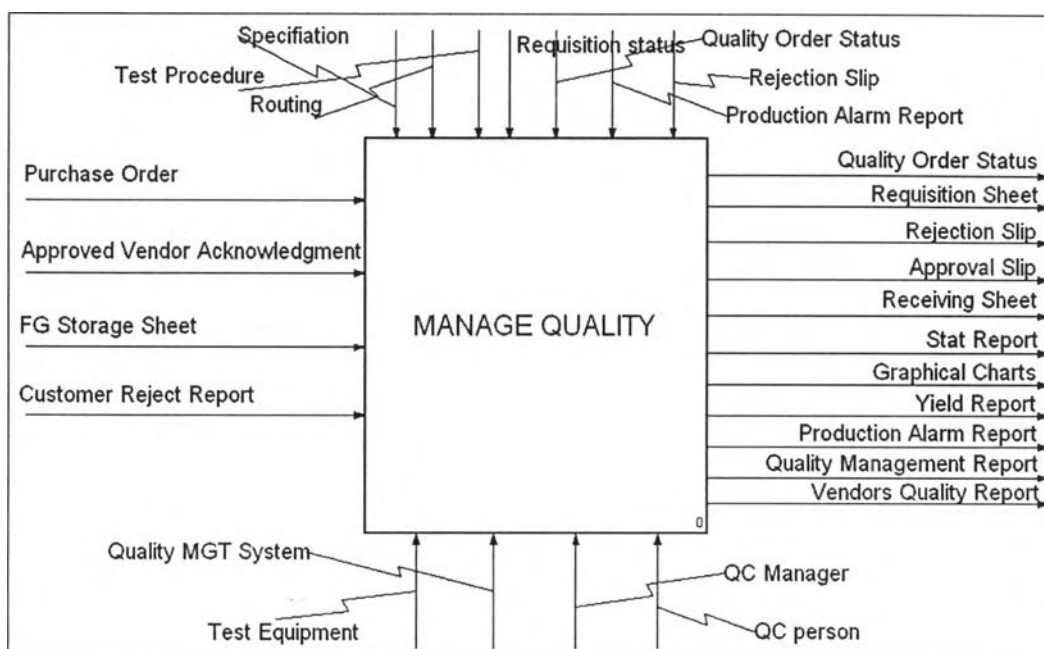 Specifiation
Requisition status
Quality Order Status
Test Procedure
Rejection Slip
Routing
Production Alarm Report
Purchase Order
Approved Vendor Acknowledgment
FG Storage Sheet
Customer Reject Report
MANAGE QUALITY
0
Quality Order Status
Requisition Sheet
Rejection Slip
Approval Slip
Receiving Sheet
Stat Report
Graphical Charts
Yield Report
Production Alarm Report
Quality Management Report
Vendors Quality Report
Quality MGT System
QC Manager
Test Equipment
QC person